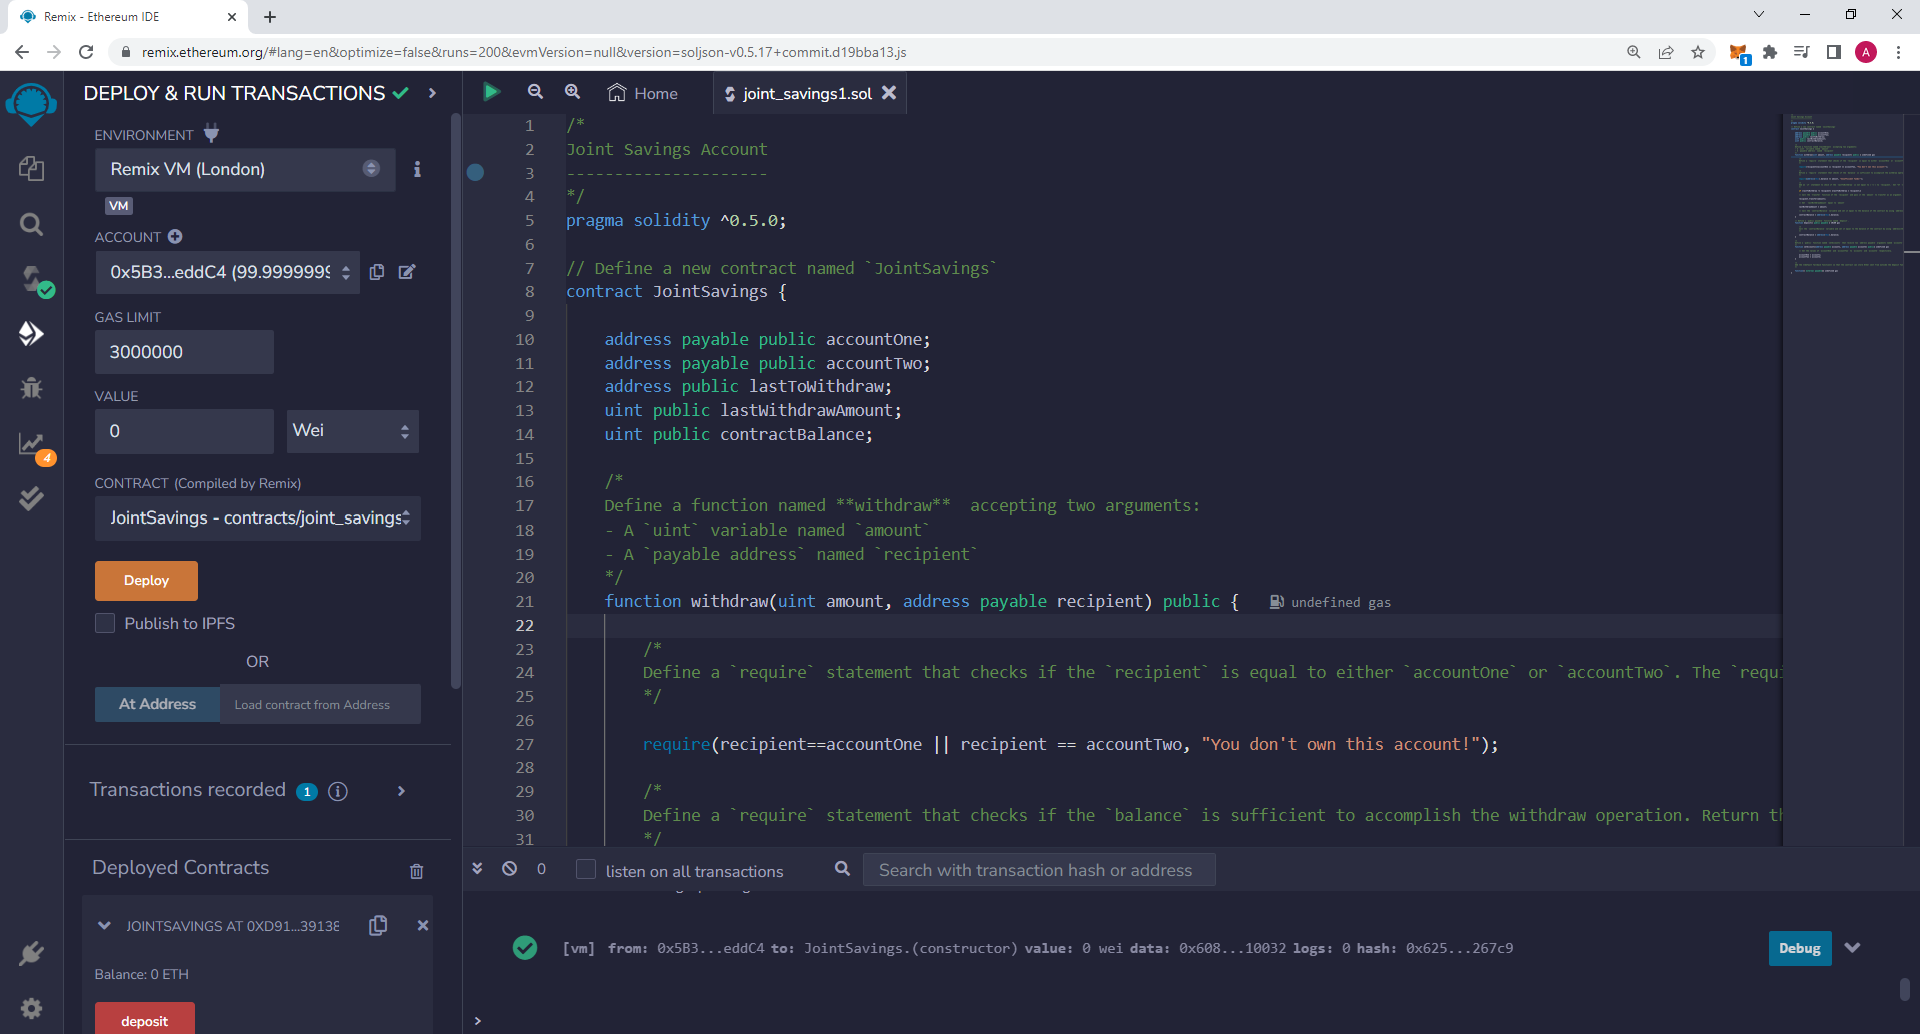 Remix - Ethereum IDE
remix.ethereum.org/#lang=en&optimize=false&runs=200&evmVersion=null&version=soljson-v0.5.17+commit.d19bba13.js
1
A
DEPLOY & RUN TRANSACTIONS
ENVIRONMENT
Remix VM (London)
VM
ACCOUNT
0x5B3...eddC4 (99.9999999
GAS LIMIT
3000000
VALUE
0
Wei
4
CONTRACT (Compiled by Remix)
JointSavings - contracts/joint_savings
Deploy
Publish to IPFS
OR
At Address
Load contract from Address
Transactions recorded 1 i
Deployed Contracts
JOINTSAVINGS AT 0XD91...39138
Balance: 0 ETH
deposit
Home
joint_savings1.sol
1 /*
2 Joint Savings Account
3 ---------------------
4 */
5 pragma solidity ^0.5.0;
6
7 // Define a new contract named `JointSavings`
8 contract JointSavings {
9
10 address payable public accountOne;
11 address payable public accountTwo;
12 address public lastToWithdraw;
13 uint public lastWithdrawAmount;
14 uint public contractBalance;
15
16 /*
17 Define a function named **withdraw**  accepting two arguments:
18 - A `uint` variable named `amount`
19 - A `payable address` named `recipient`
20 */
21 function withdraw(uint amount, address payable recipient) public { undefined gas
22
23 /*
24 Define a `require` statement that checks if the `recipient` is equal to either `accountOne` or `accountTwo`. The `requi
25 */
26
27 require(recipient==accountOne || recipient == accountTwo, "You don't own this account!");
28
29 /*
30 Define a `require` statement that checks if the `balance` is sufficient to accomplish the withdraw operation. Return th
31 */
0
listen on all transactions
Search with transaction hash or address
[vm] from: 0x5B3...eddC4 to: JointSavings.(constructor) value: 0 wei data: 0x608...10032 logs: 0 hash: 0x625...267c9
Debug
>